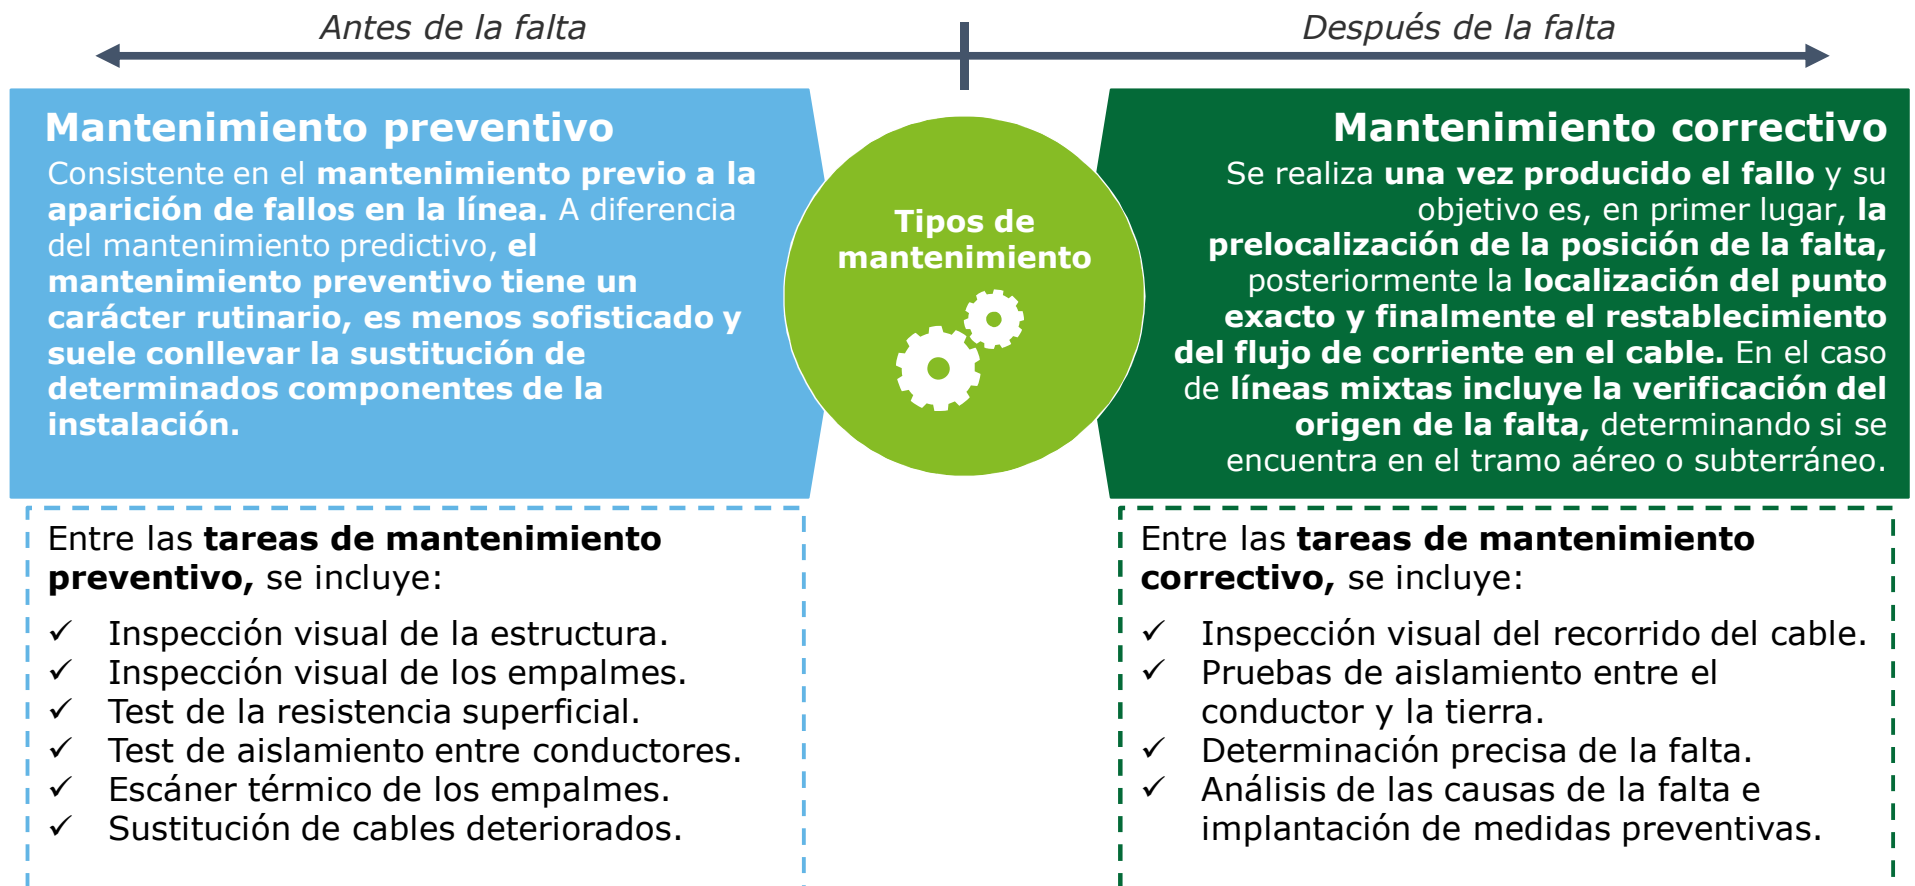 Antes de la falta
Después de la falta
Mantenimiento preventivo
Consistente en el mantenimiento previo a la
aparición de fallos en la línea. A diferencia
del mantenimiento predictivo, el
mantenimiento preventivo tiene un
carácter rutinario, es menos sofisticado y
suele conllevar la sustitución de
determinados componentes de la
instalación.
Tipos de
mantenimiento
Mantenimiento correctivo
Se realiza una vez producido el fallo y su
objetivo es, en primer lugar, la
prelocalización de la posición de la falta,
posteriormente la localización del punto
exacto y finalmente el restablecimiento
del flujo de corriente en el cable. En el caso
de líneas mixtas incluye la verificación del
origen de la falta, determinando si se
encuentra en el tramo aéreo o subterráneo.
Entre las tareas de mantenimiento
preventivo, se incluye:
✓ Inspección visual de la estructura.
✓ Inspección visual de los empalmes.
✓ Test de la resistencia superficial.
✓ Test de aislamiento entre conductores.
✓ Escáner térmico de los empalmes.
✓ Sustitución de cables deteriorados.
Entre las tareas de mantenimiento
correctivo, se incluye:
✓ Inspección visual del recorrido del cable.
✓ Pruebas de aislamiento entre el
conductor y la tierra.
✓ Determinación precisa de la falta.
✓ Análisis de las causas de la falta e
implantación de medidas preventivas.